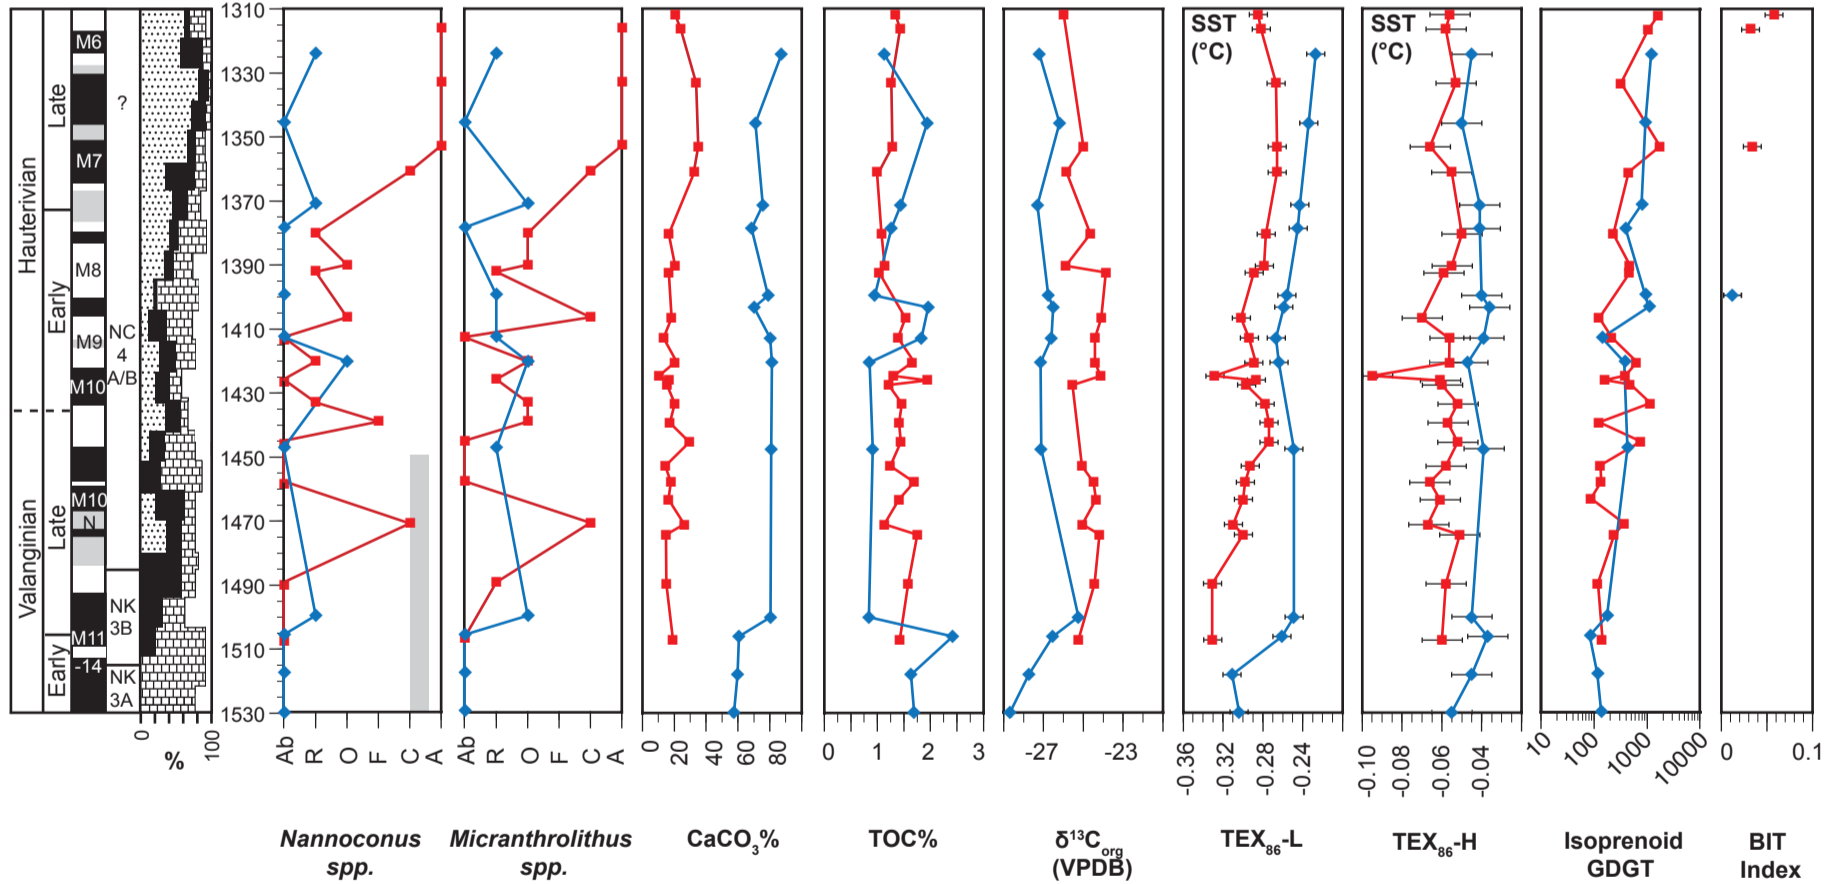 Hauterivian
Valanginian
Late
Early
Late
Early
M6
M7
M8
M9
M10
M10
N
M11
-14
?
NC
4
A/B
NK
3B
NK
3A
0
100
%
1310
1330
1350
1370
1390
1410
1430
1450
1470
1490
1510
1530
Ab
R
O
F
C
A
Nannoconus
spp.
Ab
R
O
F
C
A
Micranthrolithus
spp.
0
20
40
60
80
CaCO₃%
0
1
2
3
TOC%
-27
-23
δ¹³C_org
(VPDB)
SST
(°C)
-0.36
-0.32
-0.28
-0.24
TEX₈₆-L
SST
(°C)
-0.10
-0.08
-0.06
-0.04
TEX₈₆-H
10
100
1000
10000
Isoprenoid
GDGT
0
0.1
BIT
Index